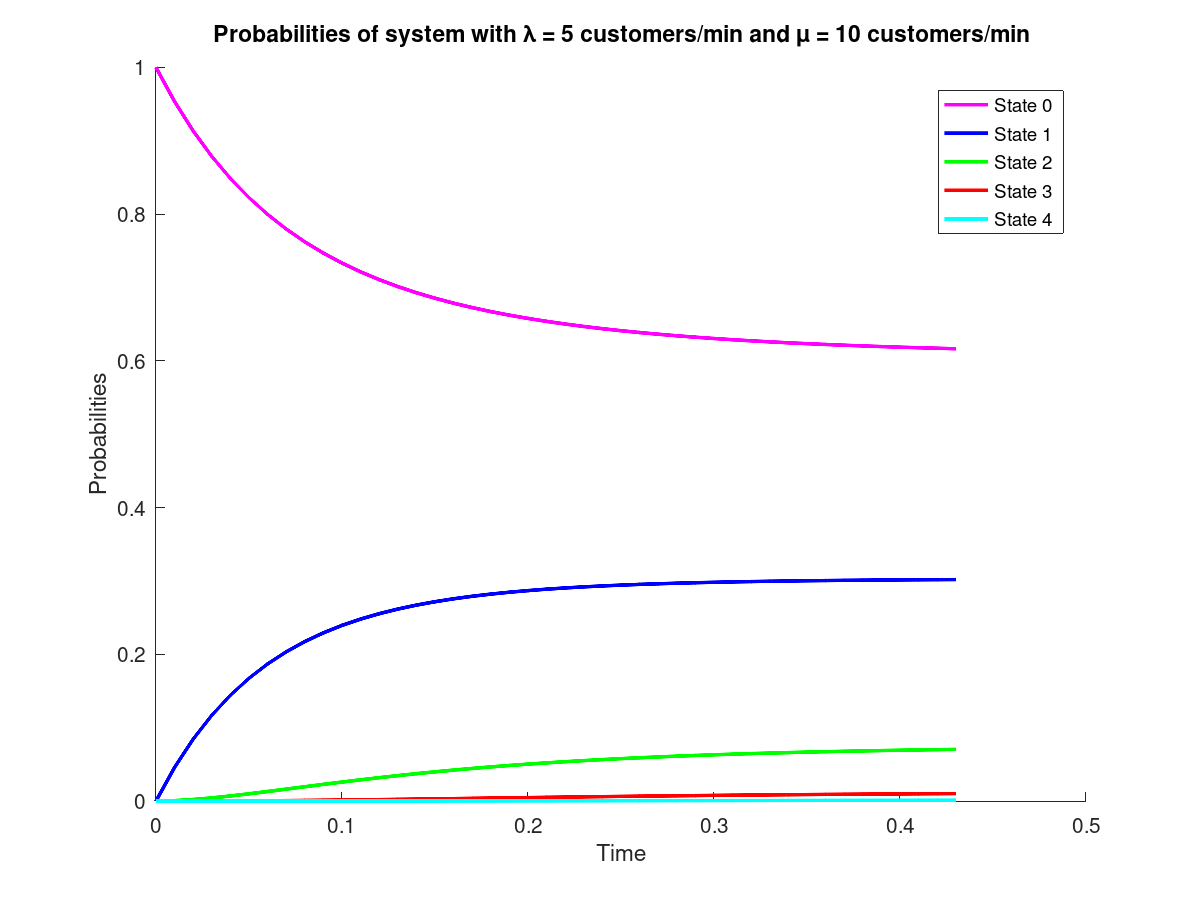 Probabilities of system with λ = 5 customers/min and μ = 10 customers/min
1
0.8
0.6
0.4
0.2
0
Probabilities
State 0
State 1
State 2
State 3
State 4
0 0.1 0.2 0.3 0.4 0.5
Time